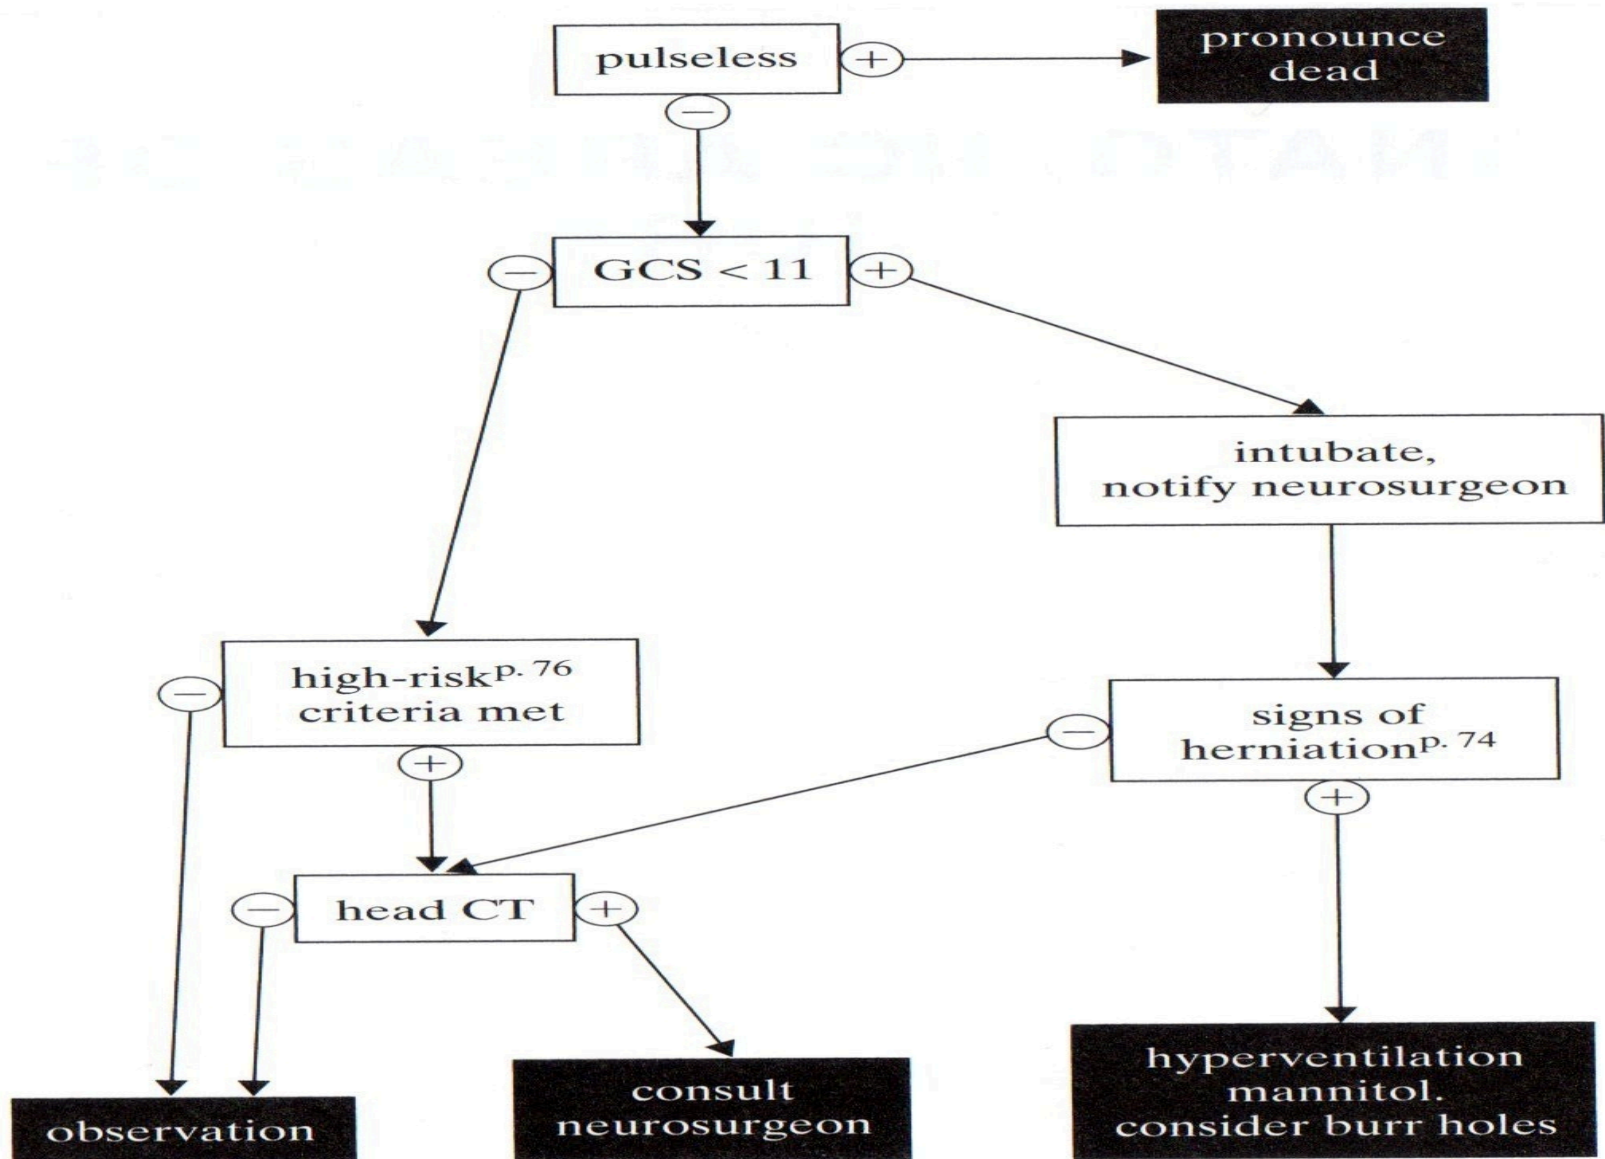 pulseless
+
pronounce
dead
−
−
GCS < 11
+
intubate,
notify neurosurgeon
high-risk p. 76
criteria met
−
+
signs of
herniation p. 74
−
+
−
head CT
+
observation
consult
neurosurgeon
hyperventilation
mannitol.
consider burr holes